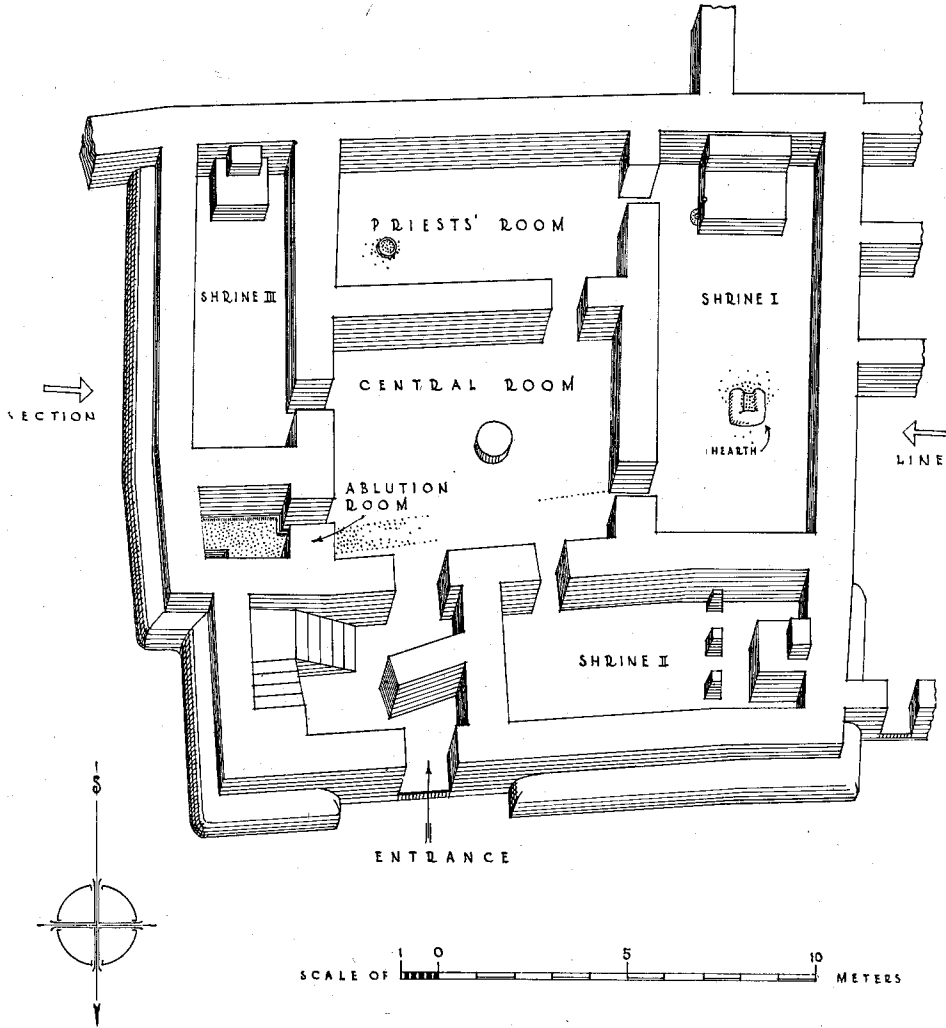 PRIESTS' ROOM
SHRINE III
SHRINE I
CENTRAL ROOM
SECTION
HEARTH
LINE
ABLUTION
ROOM
SHRINE II
S
ENTRANCE
1 0 5 10
SCALE OF METERS